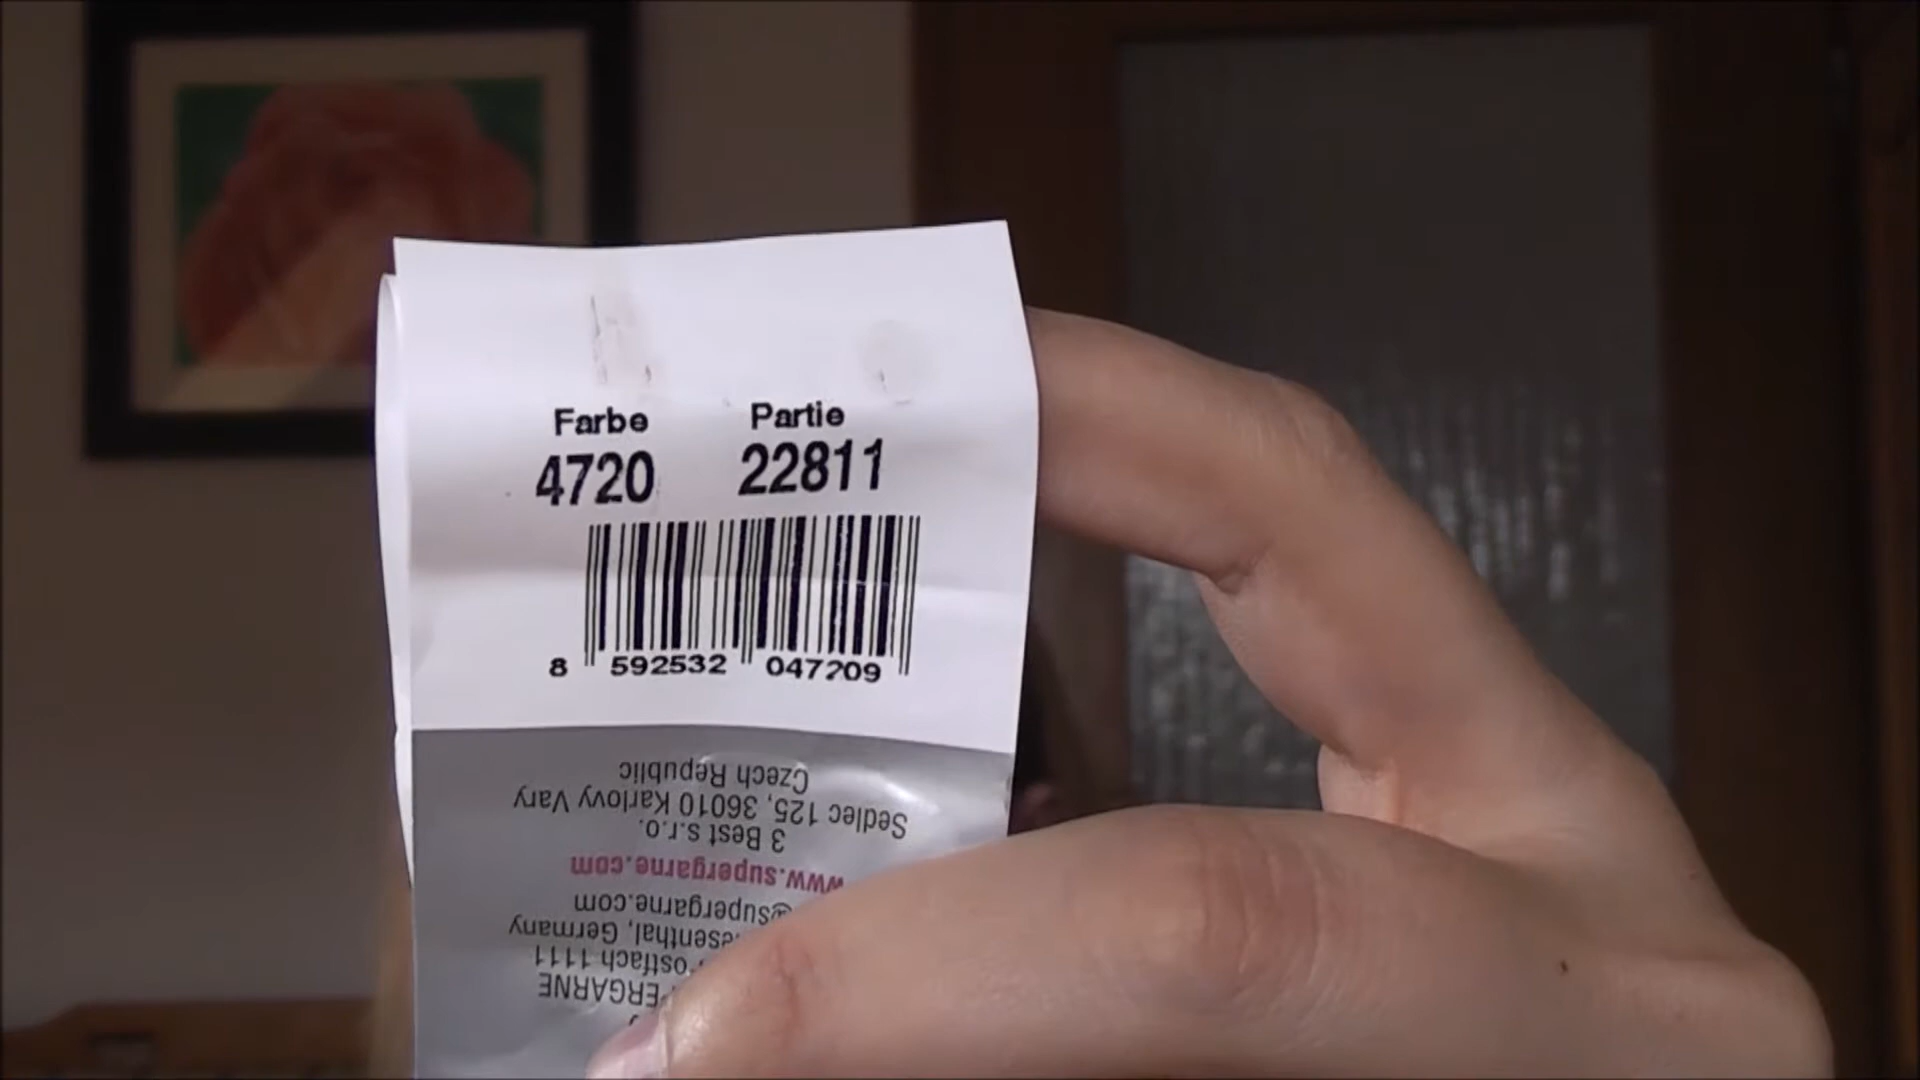 Farbe Partie
4720 22811
8 592532 047209
Czech Republic
Sedlec 125, 36010 Karlovy Vary
3 Best s.r.o.
www.supergarne.com
@supergarne.com
Germany
1111